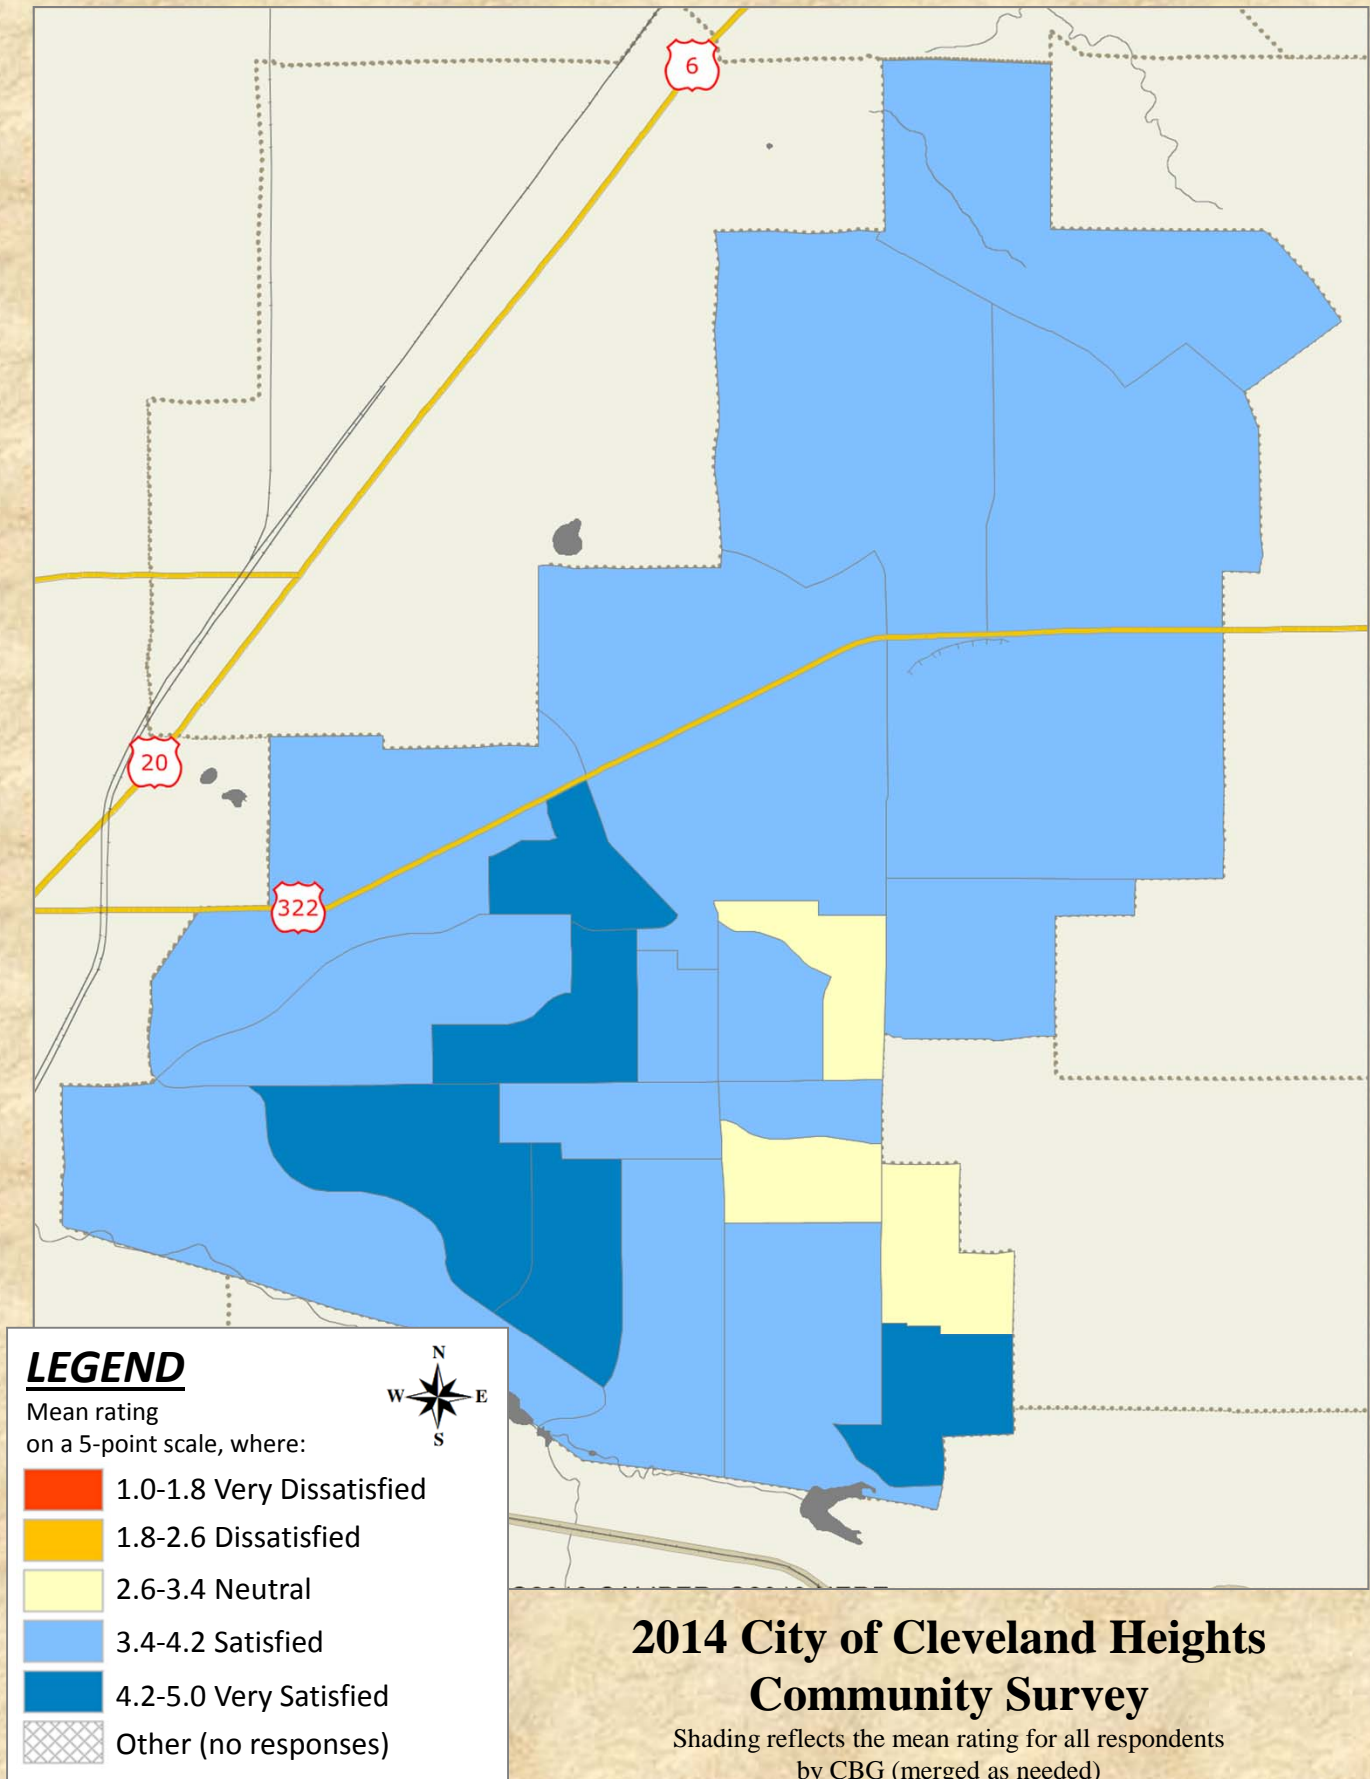 6
20
322
LEGEND
Mean rating
on a 5-point scale, where:
N
W E
S
1.0-1.8 Very Dissatisfied
1.8-2.6 Dissatisfied
2.6-3.4 Neutral
3.4-4.2 Satisfied
4.2-5.0 Very Satisfied
Other (no responses)
2014 City of Cleveland Heights
Community Survey
Shading reflects the mean rating for all respondents
by CBG (merged as needed)